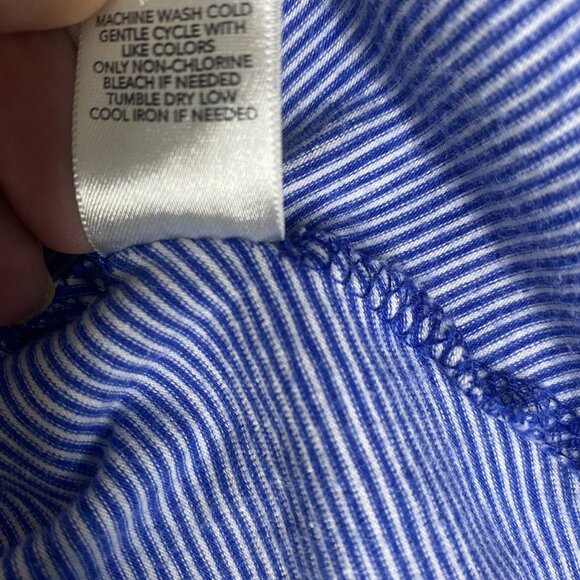 MACHINE WASH COLD
GENTLE CYCLE WITH
LIKE COLORS
ONLY NON-CHLORINE
BLEACH IF NEEDED
TUMBLE DRY LOW
COOL IRON IF NEEDED